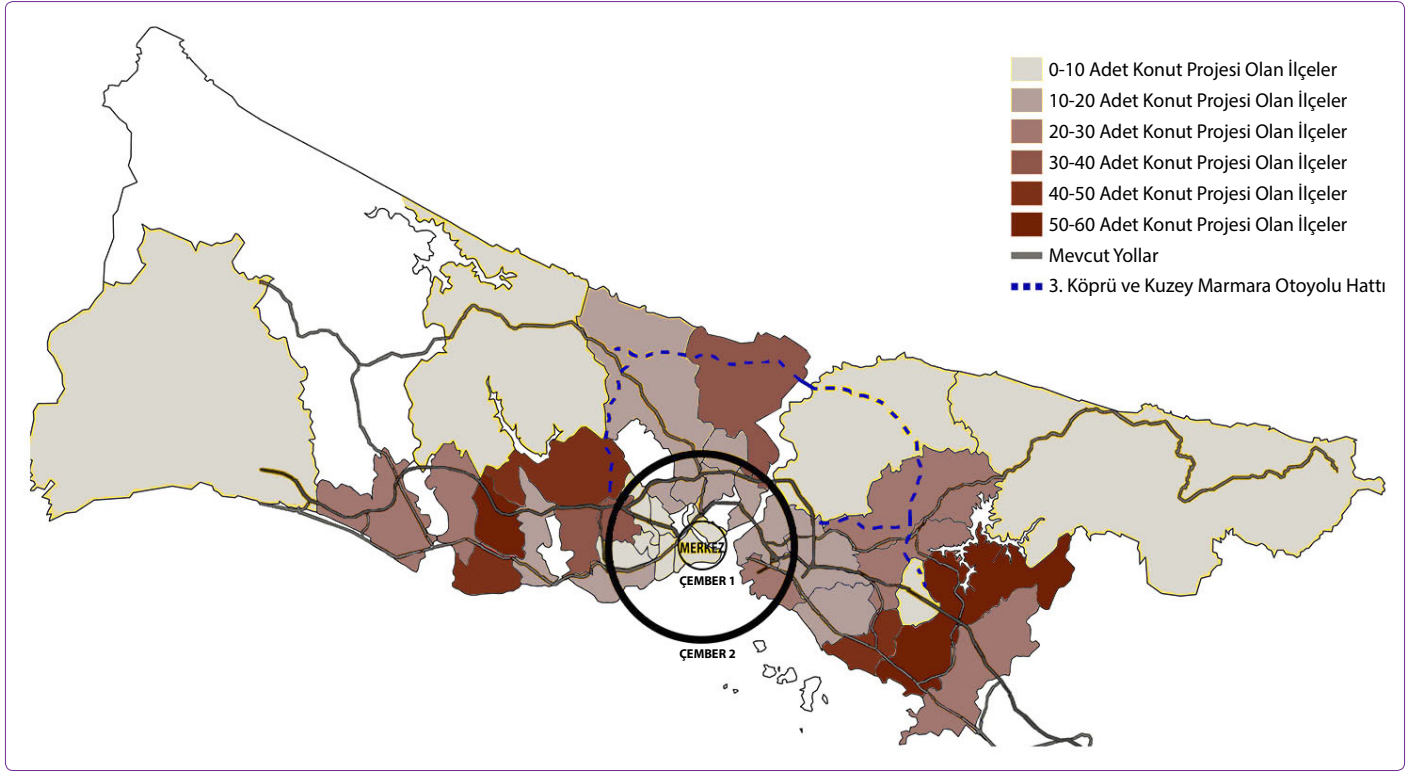 0-10 Adet Konut Projesi Olan İlçeler
10-20 Adet Konut Projesi Olan İlçeler
20-30 Adet Konut Projesi Olan İlçeler
30-40 Adet Konut Projesi Olan İlçeler
40-50 Adet Konut Projesi Olan İlçeler
50-60 Adet Konut Projesi Olan İlçeler
Mevcut Yollar
3. Köprü ve Kuzey Marmara Otoyolu Hattı
MERKEZ
ÇEMBER 1
ÇEMBER 2